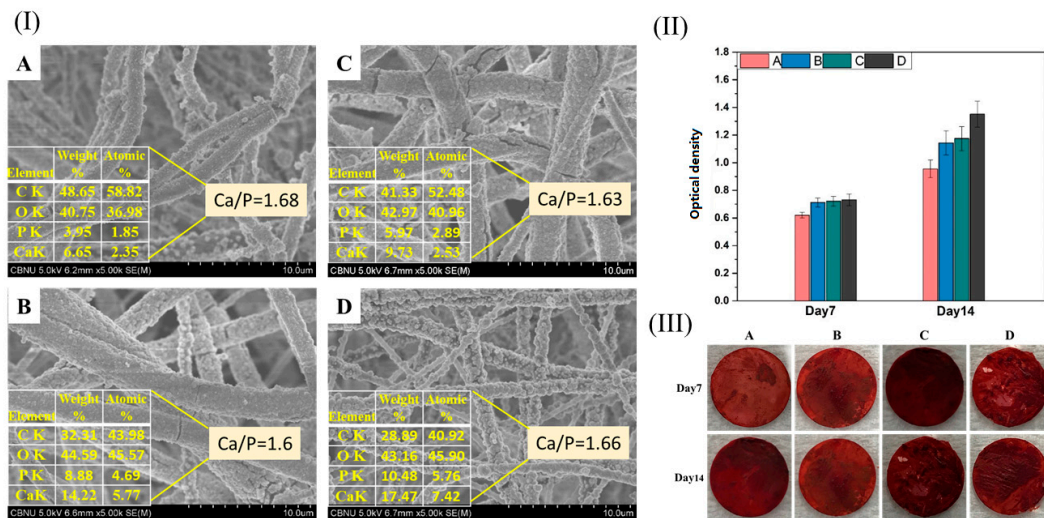 (I)
A
Weight Atomic
Element % %
C K 48.65 58.82
O K 40.75 36.98
P K 3.95 1.85
CaK 6.65 2.35
Ca/P=1.68
CBNU 5.0kV 6.2mm x5.00k SE(M) 10.0um
C
Weight Atomic
Element % %
C K 41.33 52.48
O K 42.97 40.96
P K 5.97 2.89
CaK 9.73 2.53
Ca/P=1.63
CBNU 5.0kV 6.7mm x5.00k SE(M) 10.0um
B
Weight Atomic
Element % %
C K 32.31 43.98
O K 44.59 45.57
P K 8.88 4.69
CaK 14.22 5.77
Ca/P=1.6
CBNU 5.0kV 6.6mm x5.00k SE(M) 10.0um
D
Weight Atomic
Element % %
C K 28.89 40.92
O K 43.16 45.90
P K 10.48 5.76
CaK 17.47 7.42
Ca/P=1.66
CBNU 5.0kV 6.7mm x5.00k SE(M) 10.0um
(II)
A B C D
Optical density
1.8
1.6
1.4
1.2
1.0
0.8
0.6
0.4
0.2
0.0
Day7 Day14
(III)
A B C D
Day7
Day14